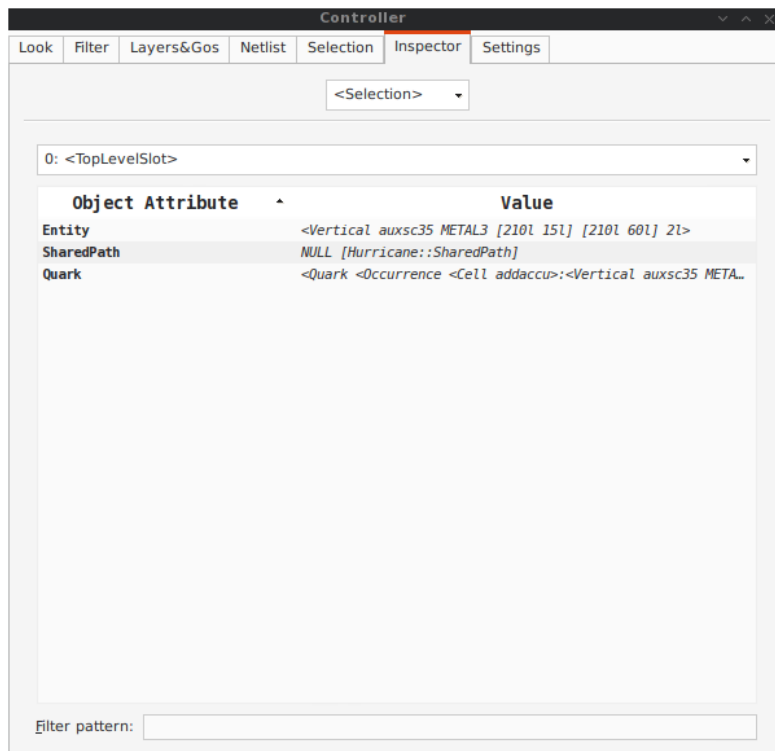 Controller
Look Filter Layers&Gos Netlist Selection Inspector Settings
<Selection>
0: <TopLevelSlot>
Object Attribute Value
Entity <Vertical auxsc35 METAL3 [210l 15l] [210l 60l] 2l>
SharedPath NULL [Hurricane::SharedPath]
Quark <Quark <Occurrence <Cell addaccu>:<Vertical auxsc35 META…
Filter pattern: